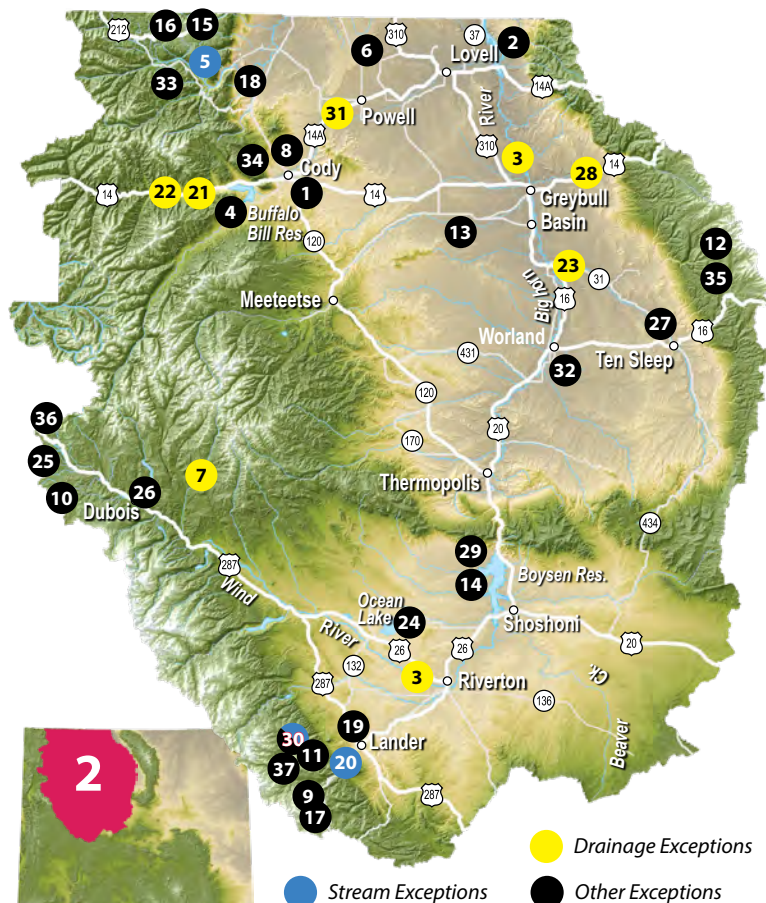 212
16
15
5
33
18
6
310
37
2
Lovell
14A
31
Powell
14A
River
310
3
28
14
34
8
Cody
1
14
22
21
4
Buffalo
Bill Res.
14
Greybull
Basin
13
12
35
120
23
31
Big Horn
16
Meeteetse
Worland
431
32
27
16
Ten Sleep
120
20
170
36
25
10
26
Dubois
7
Thermopolis
434
287
Wind
River
29
14
Boysen Res.
Ocean
Lake
24
26
Shoshoni
26
20
132
287
3
Riverton
Ck.
136
Beaver
30
11
37
19
Lander
20
9
17
287
2
Drainage Exceptions
Stream Exceptions
Other Exceptions